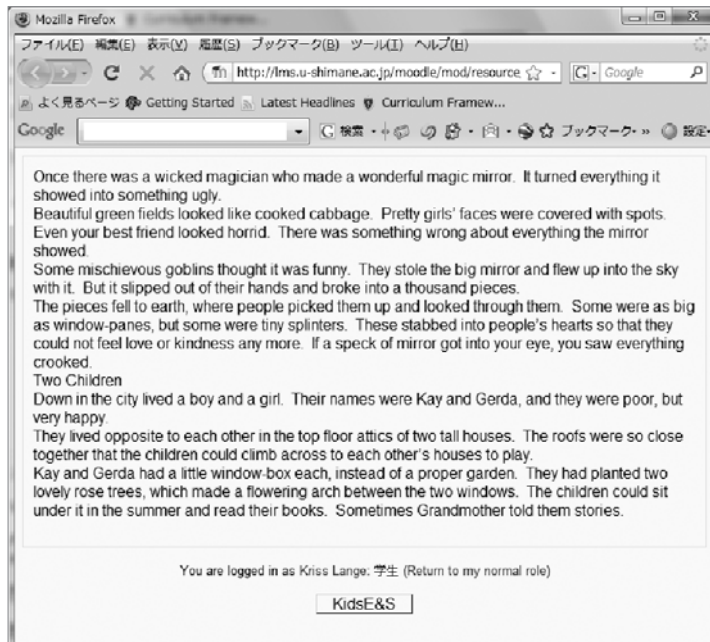 Mozilla Firefox
ファイル(F) 編集(E) 表示(V) 履歴(S) ブックマーク(B) ツール(T) ヘルプ(H)
http://lms.u-shimane.ac.jp/moodle/mod/resource G Google
よく見るページ Getting Started Latest Headlines Curriculum Framew...
Google G 検索 ブックマーク » 設定
Once there was a wicked magician who made a wonderful magic mirror. It turned everything it
showed into something ugly.
Beautiful green fields looked like cooked cabbage. Pretty girls' faces were covered with spots.
Even your best friend looked horrid. There was something wrong about everything the mirror
showed.
Some mischievous goblins thought it was funny. They stole the big mirror and flew up into the sky
with it. But it slipped out of their hands and broke into a thousand pieces.
The pieces fell to earth, where people picked them up and looked through them. Some were as big
as window-panes, but some were tiny splinters. These stabbed into people's hearts so that they
could not feel love or kindness any more. If a speck of mirror got into your eye, you saw everything
crooked.
Two Children
Down in the city lived a boy and a girl. Their names were Kay and Gerda, and they were poor, but
very happy.
They lived opposite to each other in the top floor attics of two tall houses. The roofs were so close
together that the children could climb across to each other's houses to play.
Kay and Gerda had a little window-box each, instead of a proper garden. They had planted two
lovely rose trees, which made a flowering arch between the two windows. The children could sit
under it in the summer and read their books. Sometimes Grandmother told them stories.
You are logged in as Kriss Lange: 学生 (Return to my normal role)
KidsE&S